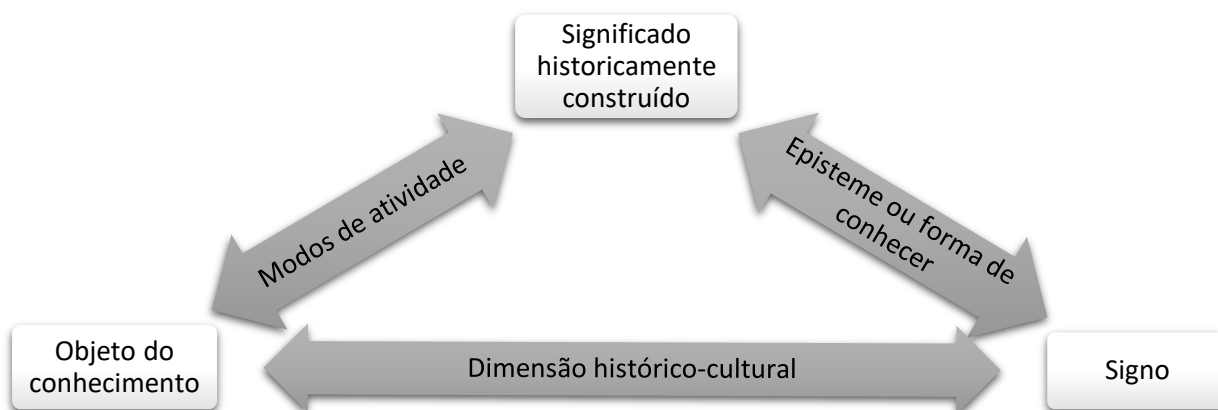 Significado
historicamente
construído
Modos de atividade
Episteme ou forma de
conhecer
Objeto do
conhecimento
Dimensão histórico-cultural
Signo